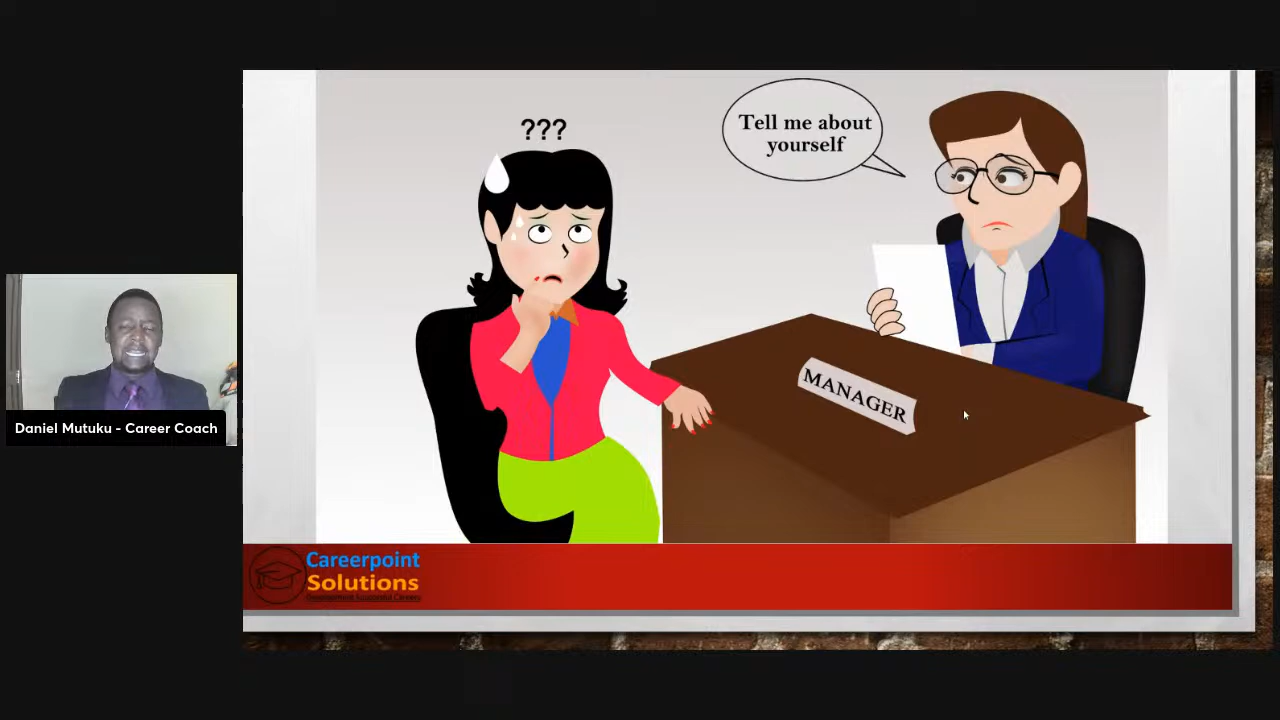 ???
Tell me about
yourself
MANAGER
Daniel Mutuku - Career Coach
Careerpoint
Solutions